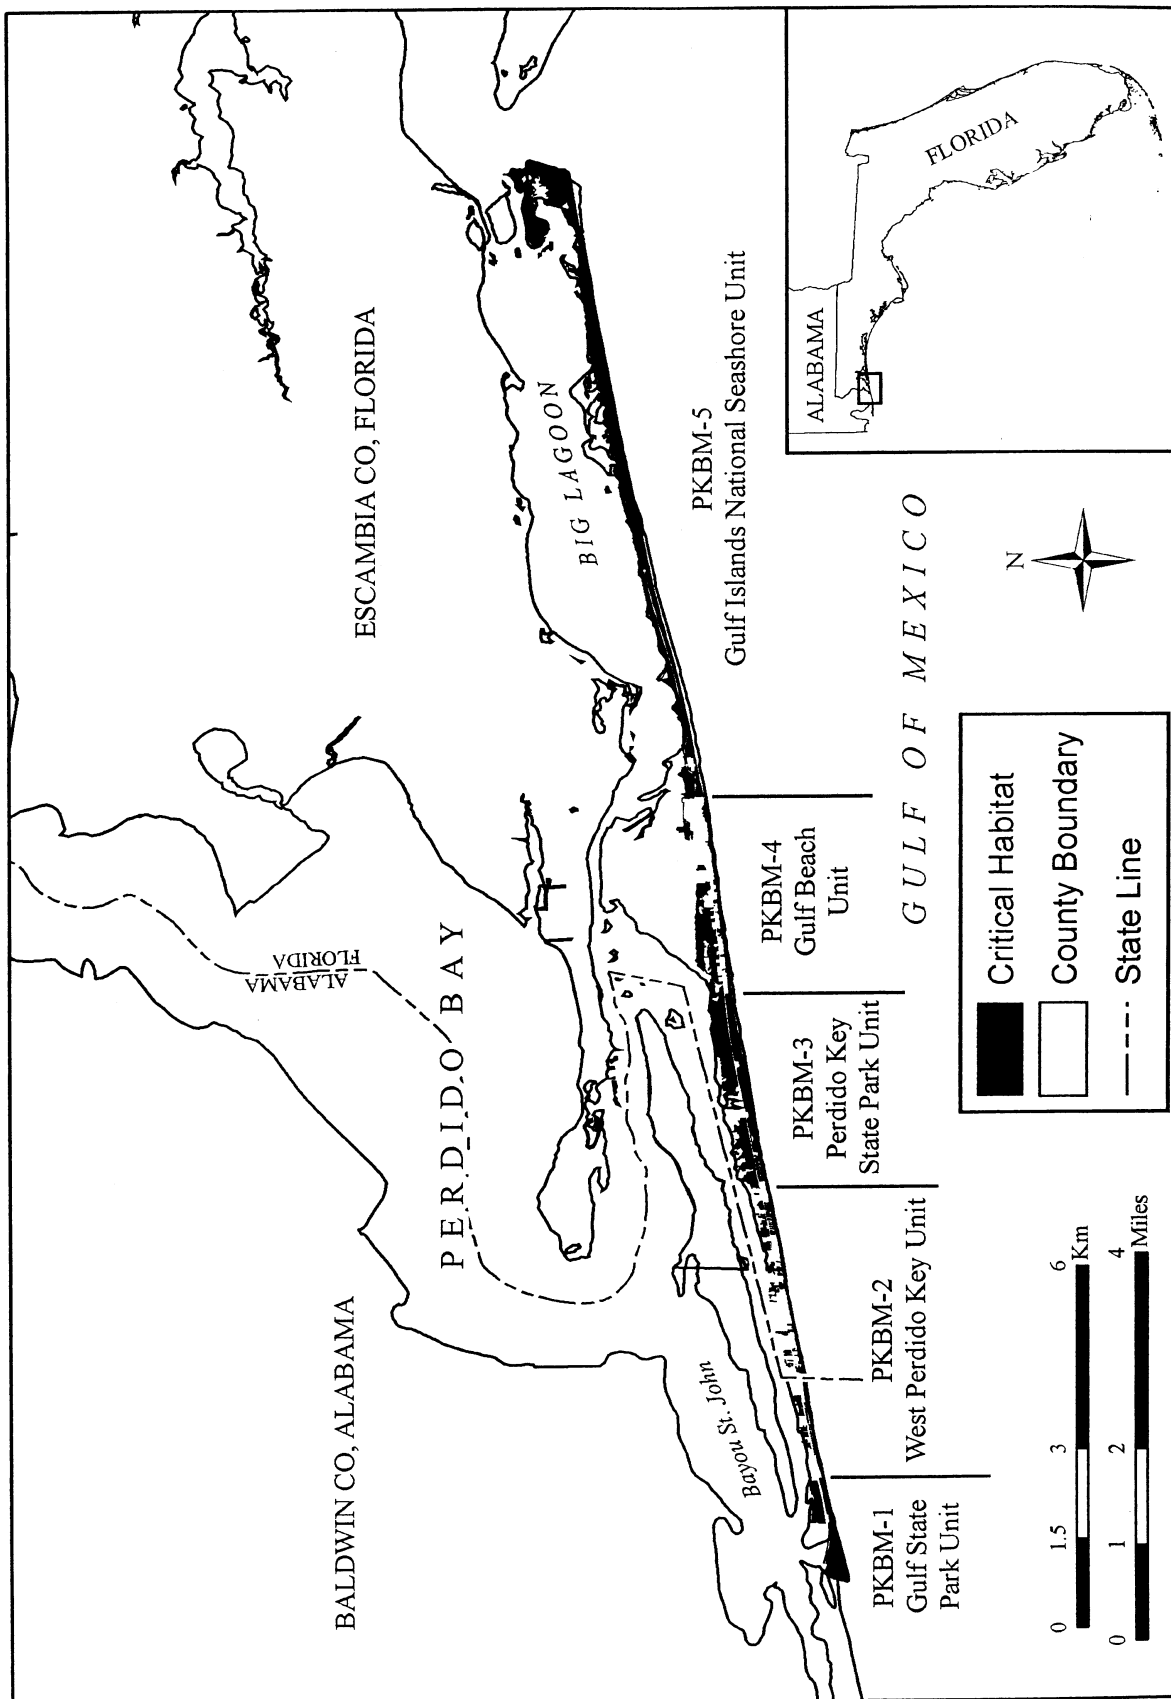 BALDWIN CO, ALABAMA
ESCAMBIA CO, FLORIDA
ALABAMA
FLORIDA
PERDIDO BAY
Bayou St. John
BIG LAGOON
PKBM-1
Gulf State
Park Unit
PKBM-2
West Perdido Key Unit
PKBM-3
Perdido Key
State Park Unit
PKBM-4
Gulf Beach
Unit
PKBM-5
Gulf Islands National Seashore Unit
GULF OF MEXICO
0 1.5 3 6
Km
0 1 2 4
Miles
Critical Habitat
County Boundary
State Line
N
ALABAMA
FLORIDA